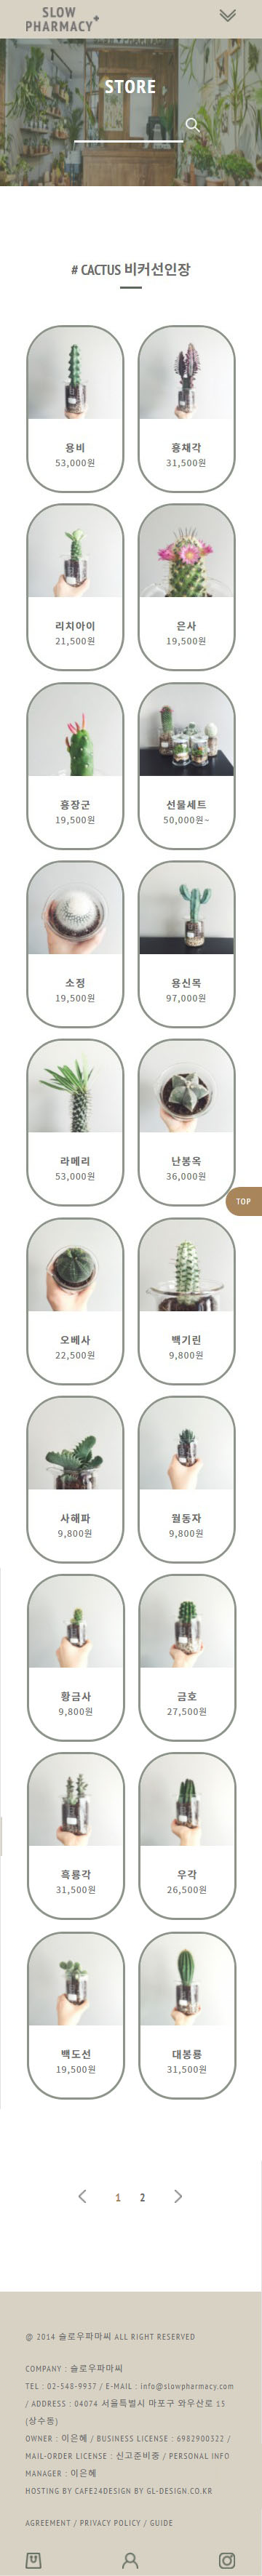 SLOW
PHARMACY+
STORE
# CACTUS 비커선인장
용비
53,000원
홍채각
31,500원
리치아이
21,500원
은사
19,500원
홍장군
19,500원
선물세트
50,000원~
소정
19,500원
용신목
97,000원
라메리
53,000원
난봉옥
36,000원
TOP
오베사
22,500원
백기린
9,800원
사해파
9,800원
월동자
9,800원
황금사
9,800원
금호
27,500원
흑룡각
31,500원
우각
26,500원
백도선
19,500원
대봉룡
31,500원
1 2
@ 2014 슬로우파마씨 ALL RIGHT RESERVED
COMPANY : 슬로우파마씨
TEL : 02-548-9937 / E-MAIL : info@slowpharmacy.com
/ ADDRESS : 04074 서울특별시 마포구 와우산로 15
(상수동)
OWNER : 이은혜 / BUSINESS LICENSE : 6982900322 /
MAIL-ORDER LICENSE : 신고준비중 / PERSONAL INFO
MANAGER : 이은혜
HOSTING BY CAFE24DESIGN BY GL-DESIGN.CO.KR
AGREEMENT / PRIVACY POLICY / GUIDE